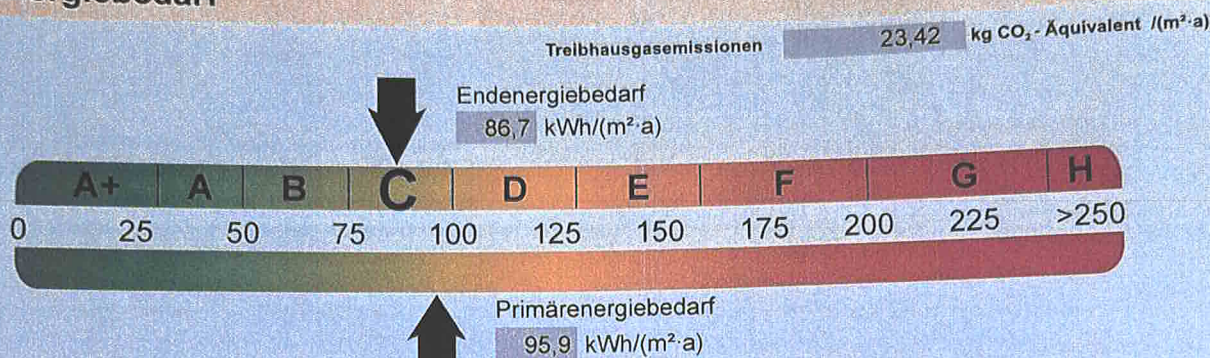 Treibhausgasemissionen 23,42 kg CO₂ - Äquivalent /(m²·a)
Endenergiebedarf
86,7 kWh/(m²·a)
A+ A B C D E F G H
0 25 50 75 100 125 150 175 200 225 >250
Primärenergiebedarf
95,9 kWh/(m²·a)